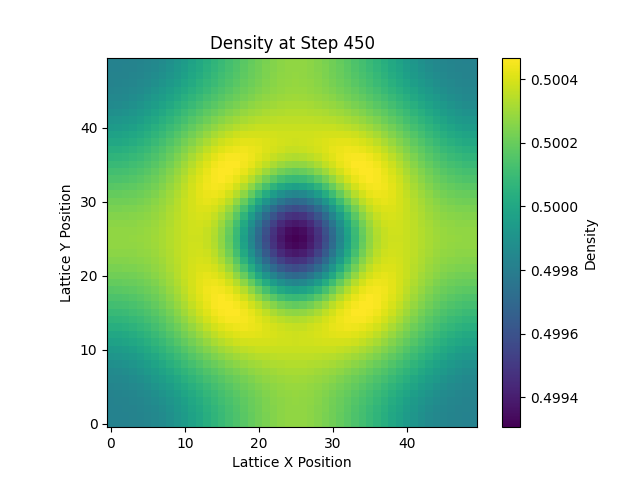 Density at Step 450
Lattice Y Position
40
30
20
10
0
0 10 20 30 40
Lattice X Position
0.5004
0.5002
0.5000
0.4998
0.4996
0.4994
Density